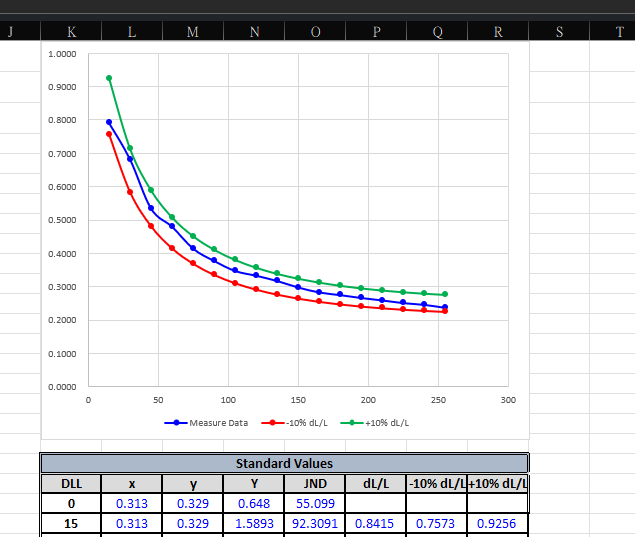 J K L M N O P Q R S T
1.0000
0.9000
0.8000
0.7000
0.6000
0.5000
0.4000
0.3000
0.2000
0.1000
0.0000
0 50 100 150 200 250 300
Measure Data -10% dL/L +10% dL/L
Standard Values
DLL x y Y JND dL/L -10% dL/L +10% dL/L
0 0.313 0.329 0.648 55.099
15 0.313 0.329 1.5893 92.3091 0.8415 0.7573 0.9256